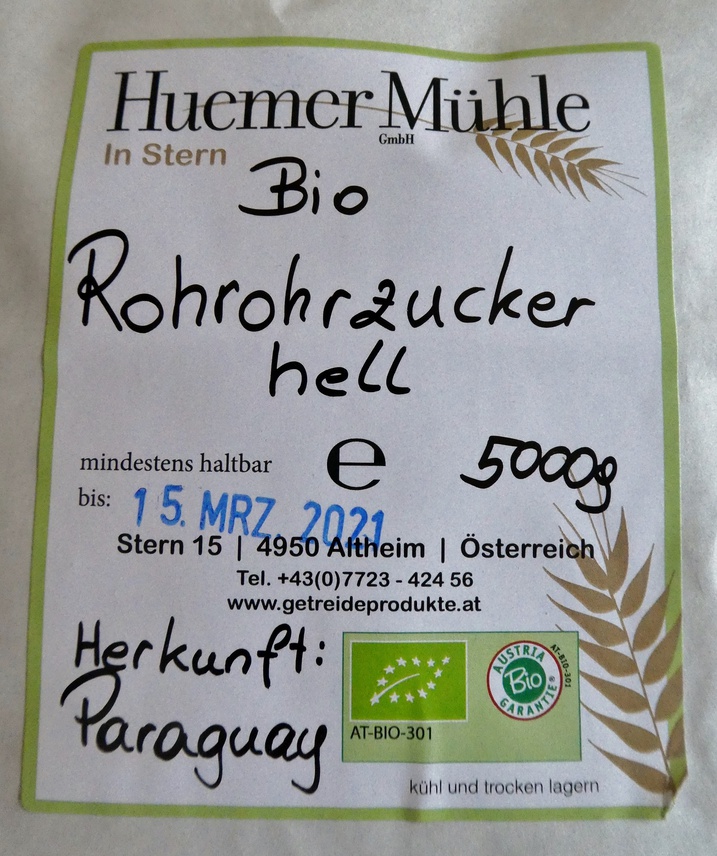 Huemer Mühle
GmbH
In Stern
Bio
Rohrohrzucker
hell
mindestens haltbar
bis: 15. MRZ. 2021
e 5000g
Stern 15 | 4950 Altheim | Österreich
Tel. +43(0)7723 - 424 56
www.getreideprodukte.at
Herkunft:
Paraguay
AUSTRIA
Bio
GARANTIE®
AT-BIO-301
AT-BIO-301
kühl und trocken lagern